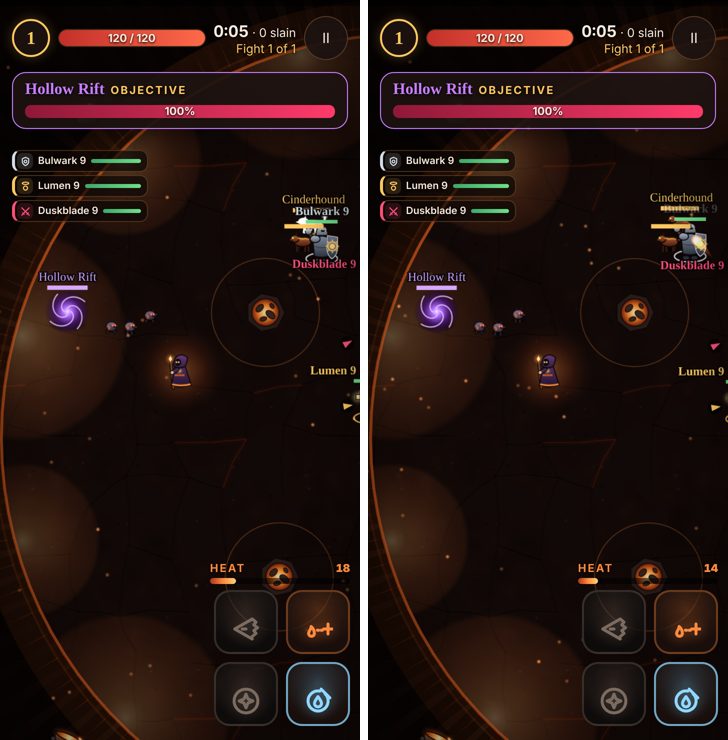 1
120 / 120
0:05 · 0 slain
Fight 1 of 1
Hollow Rift OBJECTIVE
100%
Bulwark 9
Lumen 9
Duskblade 9
Cinderhound
Bulwark 9
Duskblade 9
Hollow Rift
Lumen 9
HEAT 18
1
120 / 120
0:05 · 0 slain
Fight 1 of 1
Hollow Rift OBJECTIVE
100%
Bulwark 9
Lumen 9
Duskblade 9
Cinderhound
Bulwark 9
Duskblade 9
Hollow Rift
Lumen 9
HEAT 14